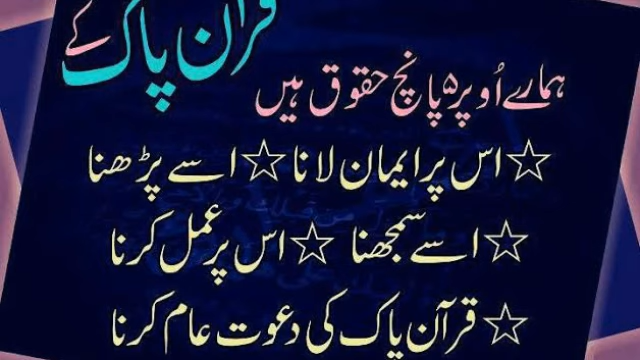 قرآن پاک کے
ہمارے اُوپر ۵ پانچ حقوق ہیں
☆ اس پر ایمان لانا ☆ اسے پڑھنا
☆ اسے سمجھنا ☆ اس پر عمل کرنا
☆ قرآن پاک کی دعوت عام کرنا